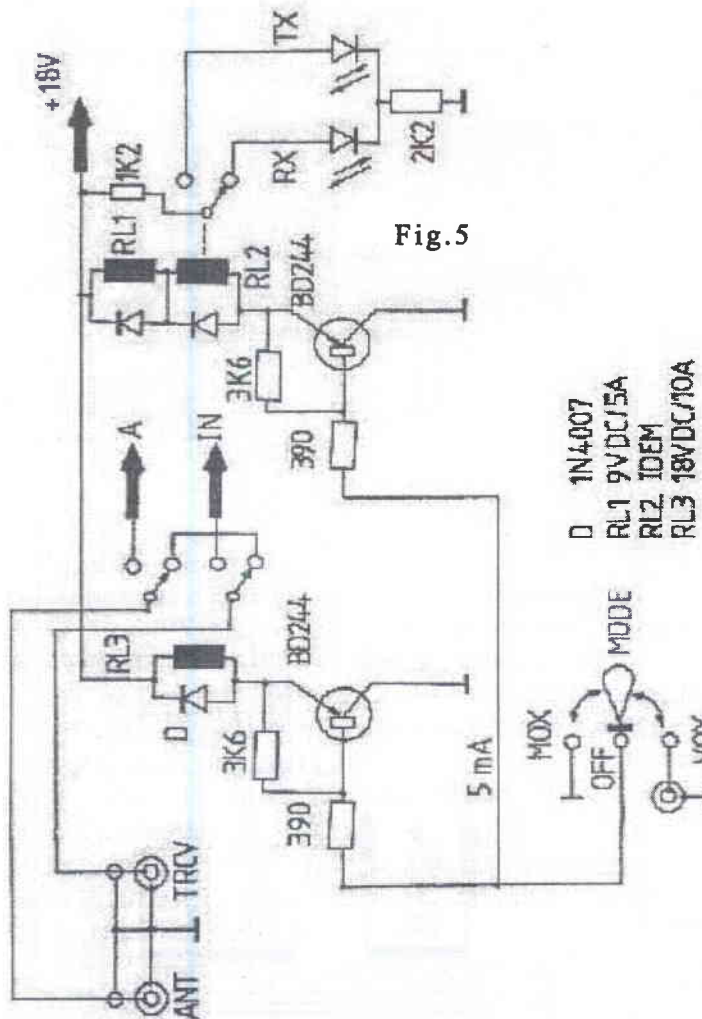 +18V
1K2
TX
RX
2K2
RL1
RL2
Fig.5
BD244
3K6
390
A
IN
RL3
D
BD244
3K6
390
5 mA
ANT
TRCV
MOX
OFF
MODE
VOX
D 1N4007
RL1 9VDC/5A
RL2 IDEM
RL3 18VDC/10A